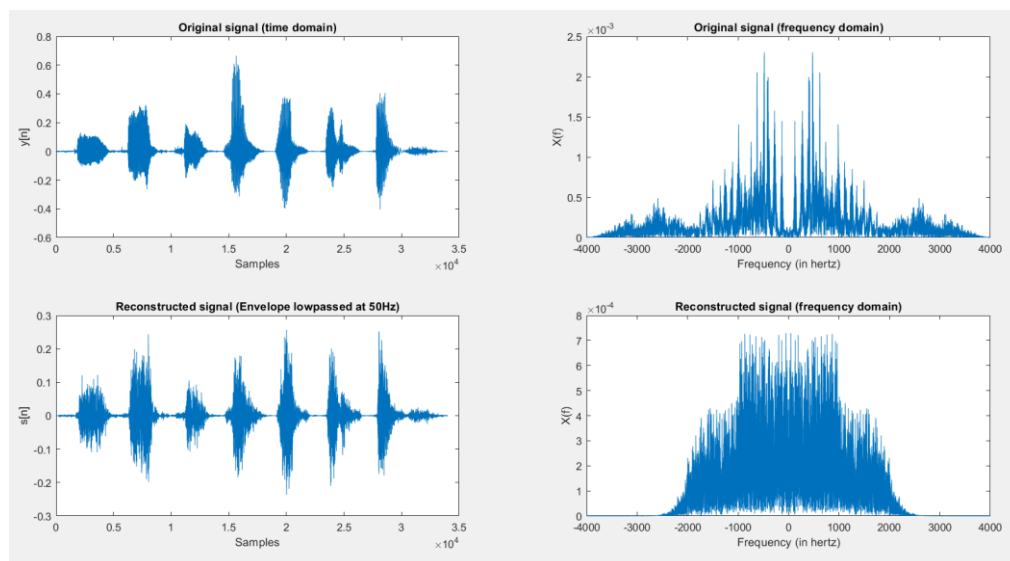 Original signal (time domain)
0.8
0.6
0.4
0.2
0
-0.2
-0.4
-0.6
y[n]
0 0.5 1 1.5 2 2.5 3 3.5
Samples
×10⁴
Original signal (frequency domain)
×10⁻³
2.5
2
1.5
1
0.5
0
X(f)
-4000 -3000 -2000 -1000 0 1000 2000 3000 4000
Frequency (in hertz)
Reconstructed signal (Envelope lowpassed at 50Hz)
0.3
0.2
0.1
0
-0.1
-0.2
-0.3
s[n]
0 0.5 1 1.5 2 2.5 3 3.5
Samples
×10⁴
Reconstructed signal (frequency domain)
×10⁻⁴
8
7
6
5
4
3
2
1
0
X(f)
-4000 -3000 -2000 -1000 0 1000 2000 3000 4000
Frequency (in hertz)